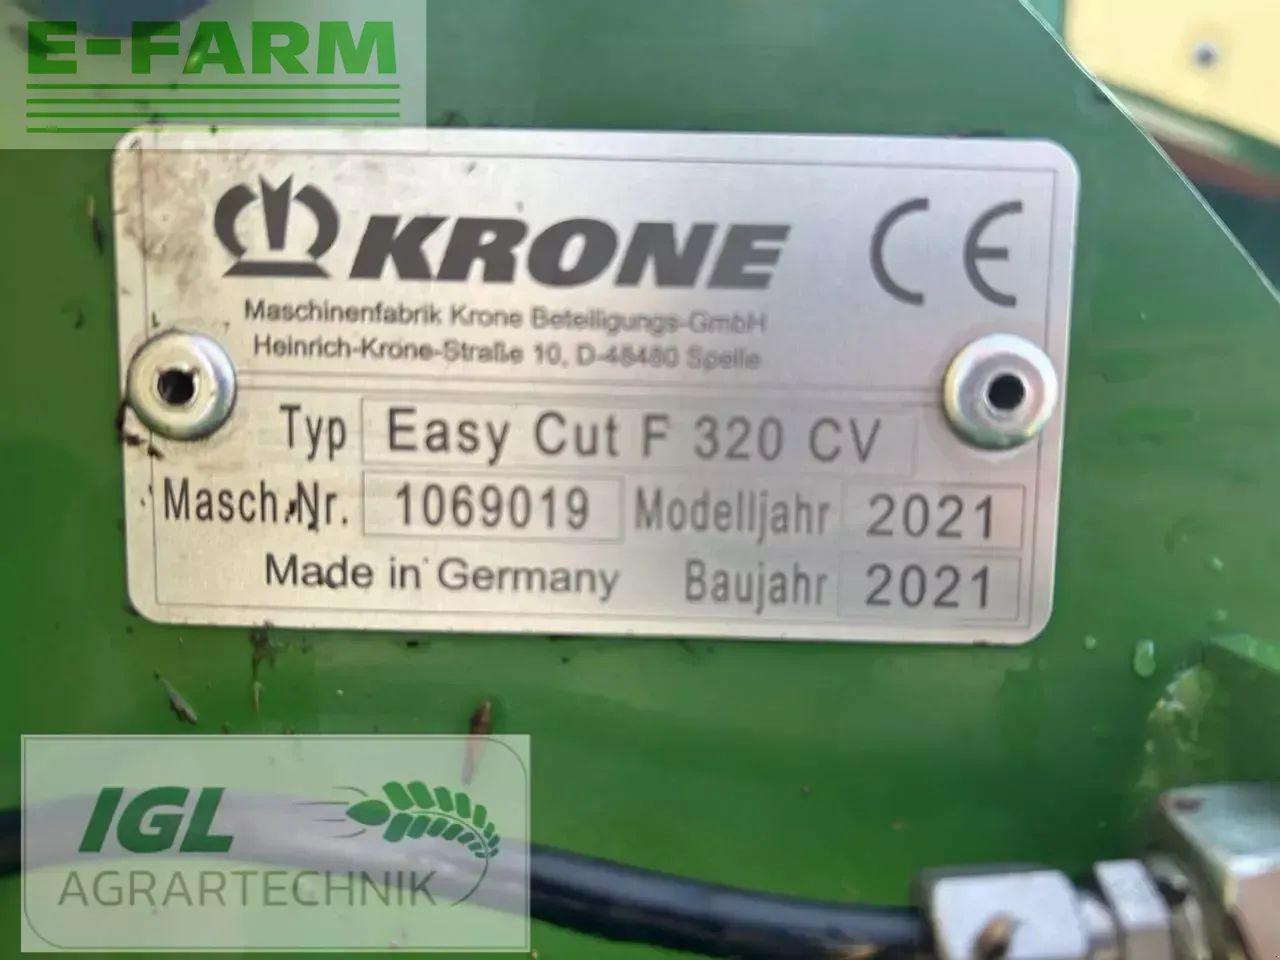 E-FARM
KRONE CE
Maschinenfabrik Krone Beteiligungs-GmbH
Heinrich-Krone-Straße 10, D-48480 Spelle
Typ Easy Cut F 320 CV
Masch.Nr. 1069019 Modelljahr 2021
Made in Germany Baujahr 2021
IGL
AGRARTECHNIK